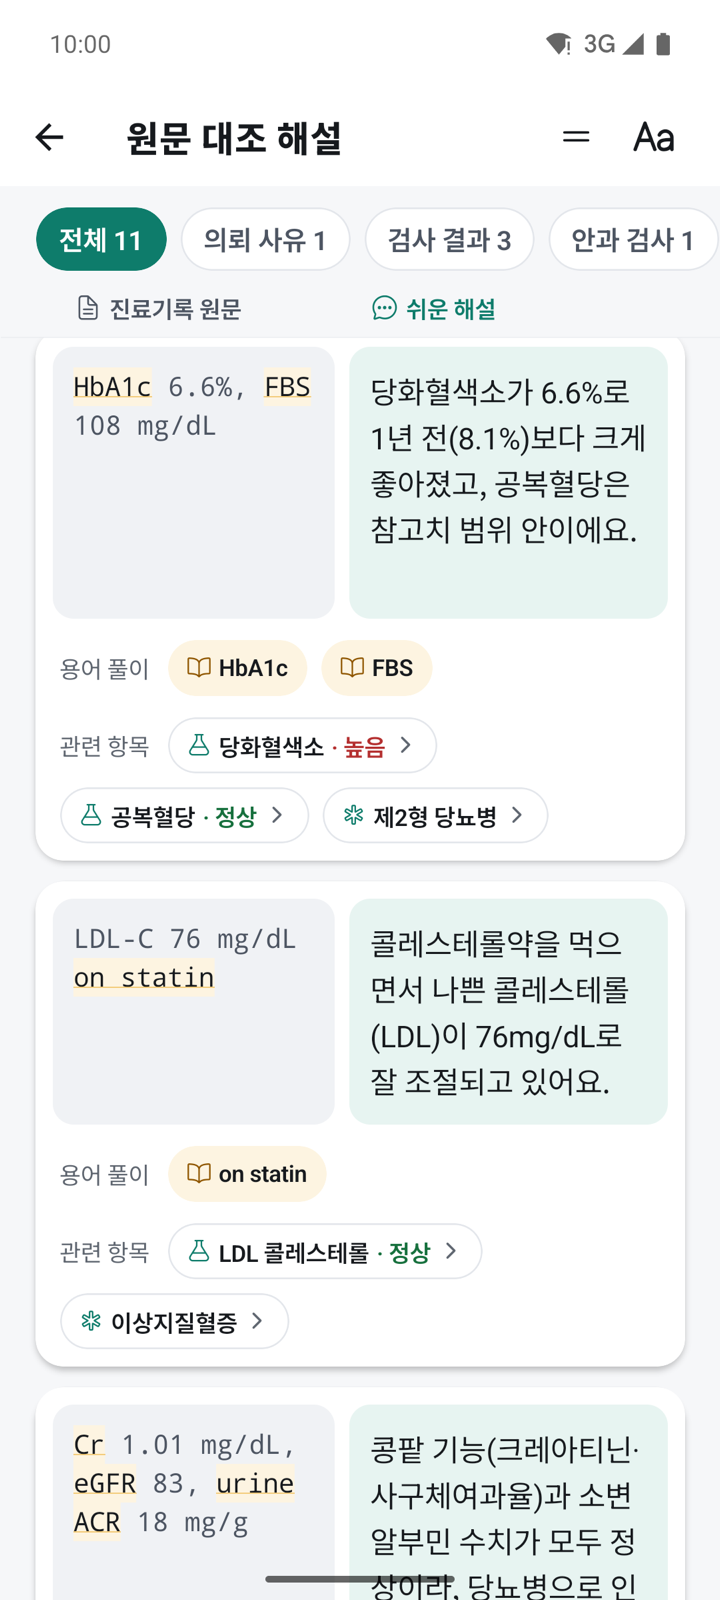 10:00
3G
원문 대조 해설
Aa
전체 11
의뢰 사유 1
검사 결과 3
안과 검사 1
진료기록 원문
쉬운 해설
HbA1c 6.6%, FBS
108 mg/dL
당화혈색소가 6.6%로
1년 전(8.1%)보다 크게
좋아졌고, 공복혈당은
참고치 범위 안이에요.
용어 풀이
HbA1c
FBS
관련 항목
당화혈색소 · 높음
공복혈당 · 정상
제2형 당뇨병
LDL-C 76 mg/dL
on statin
콜레스테롤약을 먹으
면서 나쁜 콜레스테롤
(LDL)이 76mg/dL로
잘 조절되고 있어요.
용어 풀이
on statin
관련 항목
LDL 콜레스테롤 · 정상
이상지질혈증
Cr 1.01 mg/dL,
eGFR 83, urine
ACR 18 mg/g
콩팥 기능(크레아티닌·
사구체여과율)과 소변
알부민 수치가 모두 정
상이라, 당뇨병으로 인